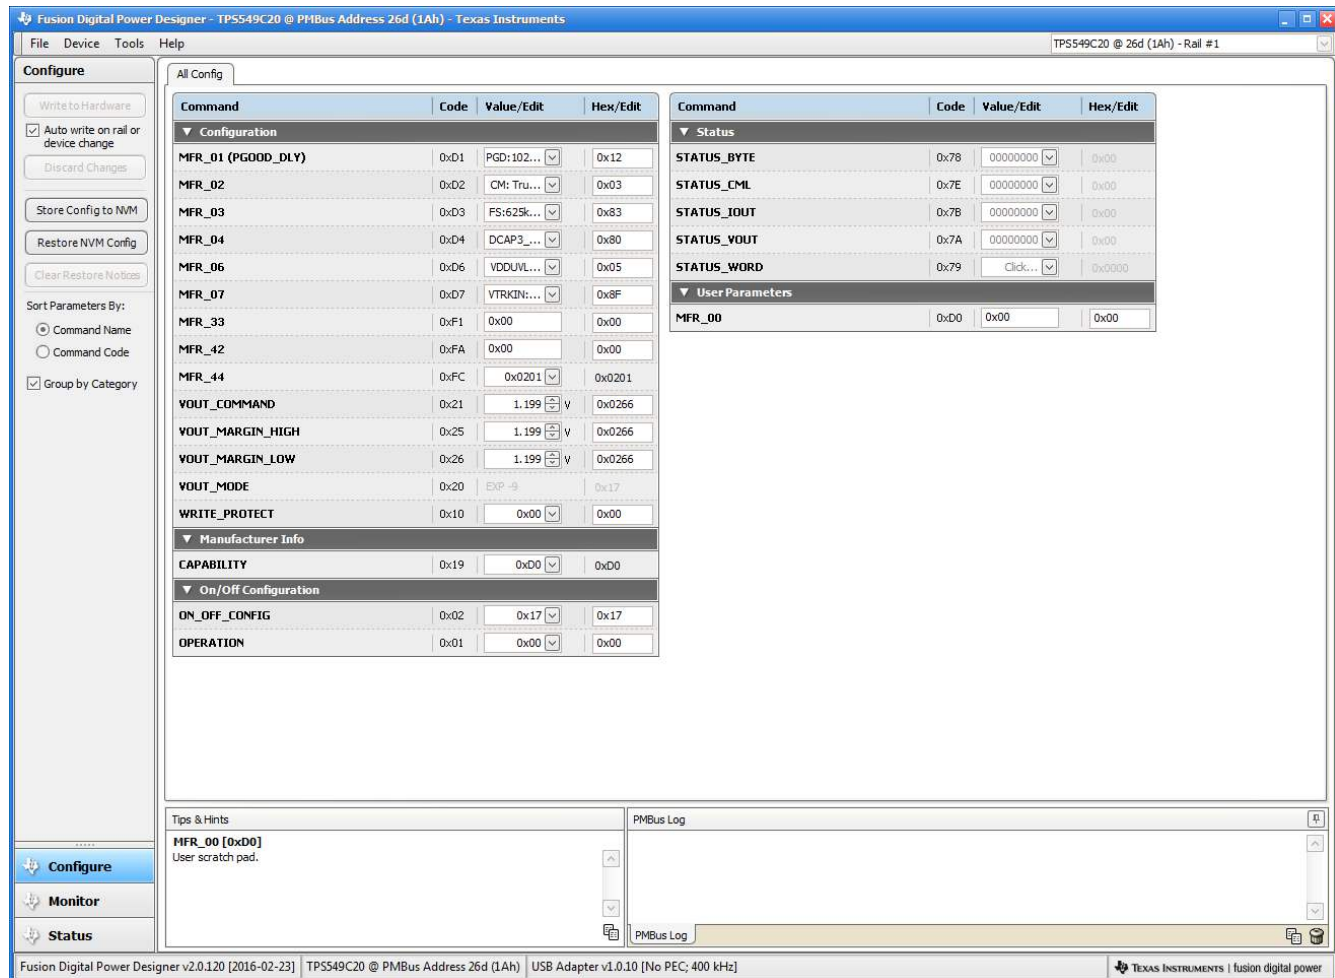 Fusion Digital Power Designer - TPS549C20 @ PMBus Address 26d (1Ah) - Texas Instruments
File Device Tools Help
TPS549C20 @ 26d (1Ah) - Rail #1
Configure
Write to Hardware
Auto write on rail or
device change
Discard Changes
Store Config to NVM
Restore NVM Config
Clear Restore Notices
Sort Parameters By:
Command Name
Command Code
Group by Category
All Config
Command Code Value/Edit Hex/Edit
Configuration
MFR_01 (PGOOD_DLY) 0xD1 PGD:102... 0x12
MFR_02 0xD2 CM: Tru... 0x03
MFR_03 0xD3 FS:625k... 0x83
MFR_04 0xD4 DCAP3_... 0x80
MFR_06 0xD6 VDDUVL... 0x05
MFR_07 0xD7 VTRKIN:... 0x8F
MFR_33 0xF1 0x00 0x00
MFR_42 0xFA 0x00 0x00
MFR_44 0xFC 0x0201 0x0201
VOUT_COMMAND 0x21 1.199 V 0x0266
VOUT_MARGIN_HIGH 0x25 1.199 V 0x0266
VOUT_MARGIN_LOW 0x26 1.199 V 0x0266
VOUT_MODE 0x20 EXP -9 0x17
WRITE_PROTECT 0x10 0x00 0x00
Manufacturer Info
CAPABILITY 0x19 0xD0 0xD0
On/Off Configuration
ON_OFF_CONFIG 0x02 0x17 0x17
OPERATION 0x01 0x00 0x00
Command Code Value/Edit Hex/Edit
Status
STATUS_BYTE 0x78 00000000 0x00
STATUS_CML 0x7E 00000000 0x00
STATUS_IOUT 0x7B 00000000 0x00
STATUS_VOUT 0x7A 00000000 0x00
STATUS_WORD 0x79 Click... 0x0000
User Parameters
MFR_00 0xD0 0x00 0x00
Configure
Monitor
Status
Tips & Hints
MFR_00 [0xD0]
User scratch pad.
PMBus Log
PMBus Log
Fusion Digital Power Designer v2.0.120 [2016-02-23] TPS549C20 @ PMBus Address 26d (1Ah) USB Adapter v1.0.10 [No PEC; 400 kHz]
TEXAS INSTRUMENTS | fusion digital power